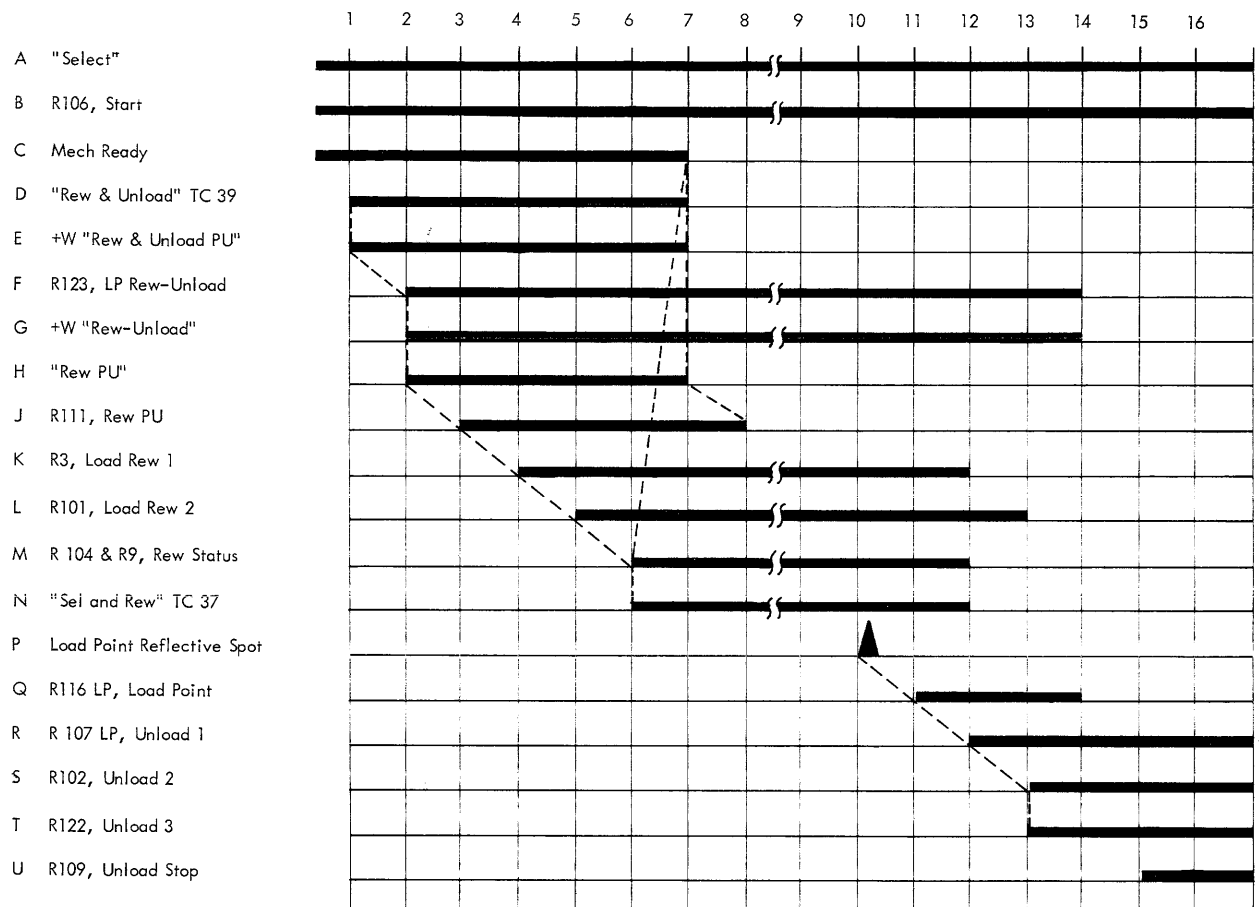 1 2 3 4 5 6 7 8 9 10 11 12 13 14 15 16
A "Select"
B R106, Start
C Mech Ready
D "Rew & Unload" TC 39
E +W "Rew & Unload PU"
F R123, LP Rew-Unload
G +W "Rew-Unload"
H "Rew PU"
J R111, Rew PU
K R3, Load Rew 1
L R101, Load Rew 2
M R 104 & R9, Rew Status
N "Sel and Rew" TC 37
P Load Point Reflective Spot
Q R116 LP, Load Point
R R 107 LP, Unload 1
S R102, Unload 2
T R122, Unload 3
U R109, Unload Stop